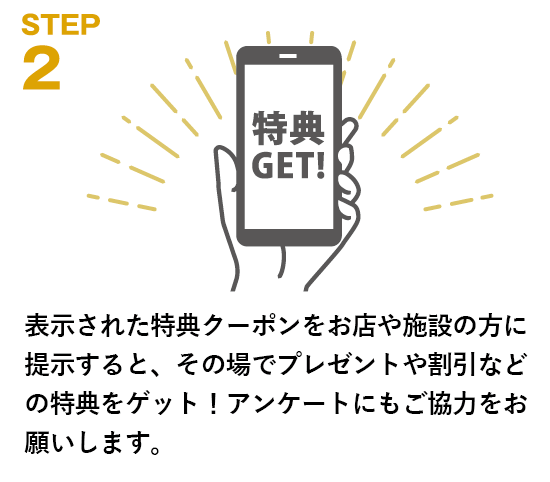 STEP
2
特典
GET!
表示された特典クーポンをお店や施設の方に
提示すると、その場でプレゼントや割引など
の特典をゲット！アンケートにもご協力をお
願いします。